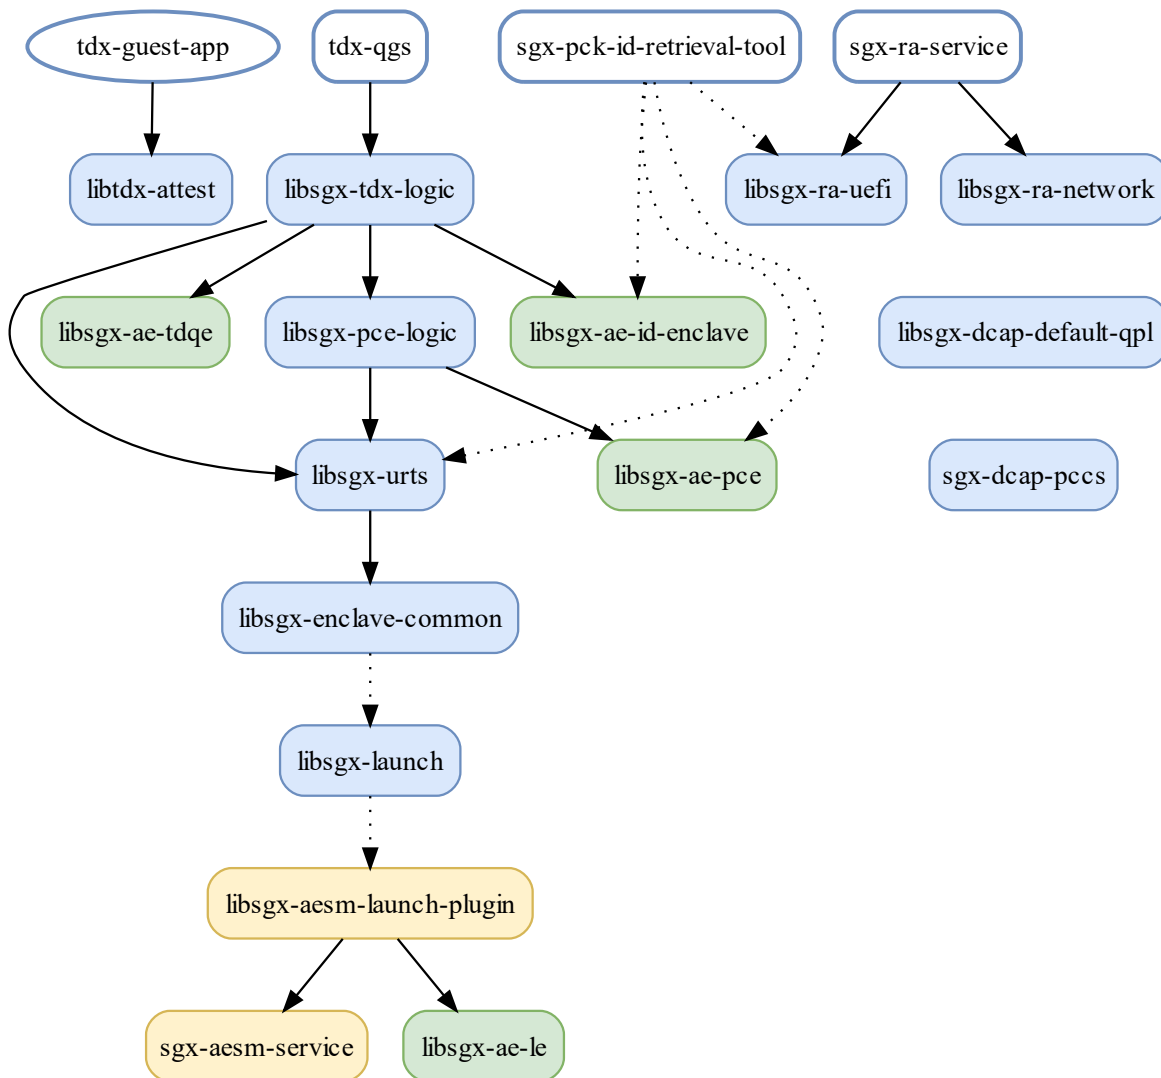 tdx-guest-app
tdx-qgs
sgx-pck-id-retrieval-tool
sgx-ra-service
libtdx-attest
libsgx-tdx-logic
libsgx-ra-uefi
libsgx-ra-network
libsgx-ae-tdqe
libsgx-pce-logic
libsgx-ae-id-enclave
libsgx-dcap-default-qpl
libsgx-urts
libsgx-ae-pce
sgx-dcap-pccs
libsgx-enclave-common
libsgx-launch
libsgx-aesm-launch-plugin
sgx-aesm-service
libsgx-ae-le